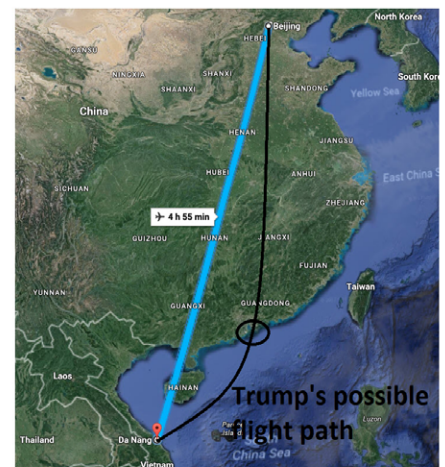 North Korea
Beijing
HEBEI
GANSU
NINGXIA
SHANXI
SHANDONG
South Kore
SHAANXI
Yellow Sea
China
HENAN
JIANGSU
HUBEI
ANHUI
East China S
SICHUAN
ZHEJIANG
4 h 55 min
GUIZHOU
HUNAN
JIANGXI
FUJIAN
YUNNAN
Taiwan
GUANGXI
GUANGDONG
Laos
HAINAN
Trump's possible
flight path
Luzon
Thailand
Da Nang
Vietnam
South China Sea